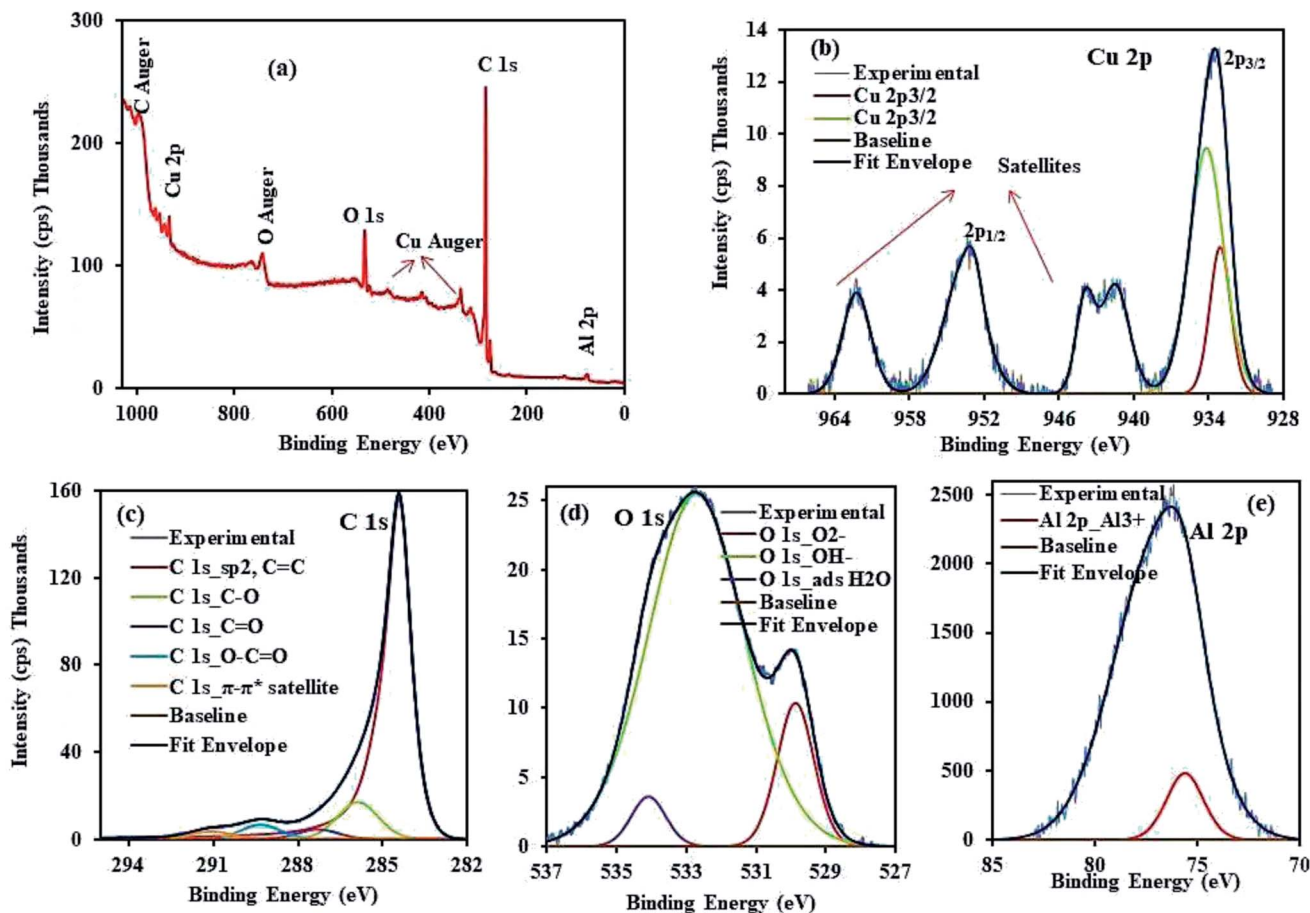 300
200
100
0
Intensity (cps) Thousands
(a)
C Auger
Cu 2p
O Auger
O 1s
Cu Auger
C 1s
Al 2p
1000 800 600 400 200 0
Binding Energy (eV)
14
12
10
8
6
4
2
0
Intensity (cps) Thousands
(b)
Cu 2p
2p3/2
Experimental
Cu 2p3/2
Cu 2p3/2
Baseline
Fit Envelope
Satellites
2p1/2
964 958 952 946 940 934 928
Binding Energy (eV)
160
120
80
40
0
Intensity (cps) Thousands
(c)
C 1s
Experimental
C 1s_sp2, C=C
C 1s_C-O
C 1s_C=O
C 1s_O-C=O
C 1s_π-π* satellite
Baseline
Fit Envelope
294 291 288 285 282
Binding Energy (eV)
25
20
15
10
5
0
(d)
O 1s
Experimental
O 1s_O2-
O 1s_OH-
O 1s_ads H2O
Baseline
Fit Envelope
537 535 533 531 529 527
Binding Energy (eV)
2500
2000
1500
1000
500
0
(e)
Al 2p
Experimental
Al 2p_Al3+
Baseline
Fit Envelope
85 80 75 70
Binding Energy (eV)